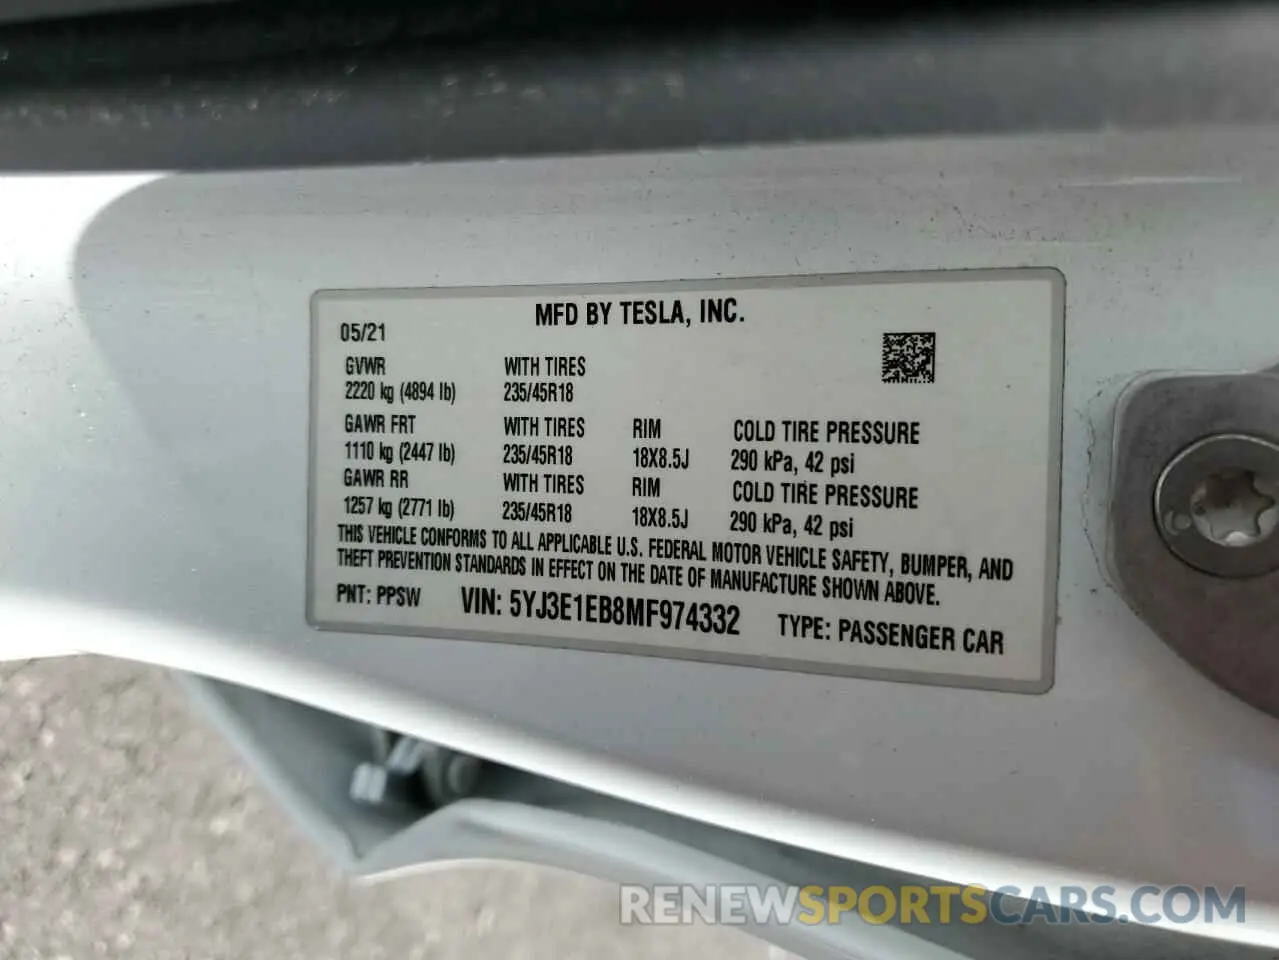 MFD BY TESLA, INC.
05/21
GVWR WITH TIRES
2220 kg (4894 lb) 235/45R18
GAWR FRT WITH TIRES RIM COLD TIRE PRESSURE
1110 kg (2447 lb) 235/45R18 18X8.5J 290 kPa, 42 psi
GAWR RR WITH TIRES RIM COLD TIRE PRESSURE
1257 kg (2771 lb) 235/45R18 18X8.5J 290 kPa, 42 psi
THIS VEHICLE CONFORMS TO ALL APPLICABLE U.S. FEDERAL MOTOR VEHICLE SAFETY, BUMPER, AND
THEFT PREVENTION STANDARDS IN EFFECT ON THE DATE OF MANUFACTURE SHOWN ABOVE.
PNT: PPSW VIN: 5YJ3E1EB8MF974332 TYPE: PASSENGER CAR
RENEWSPORTSCARS.COM